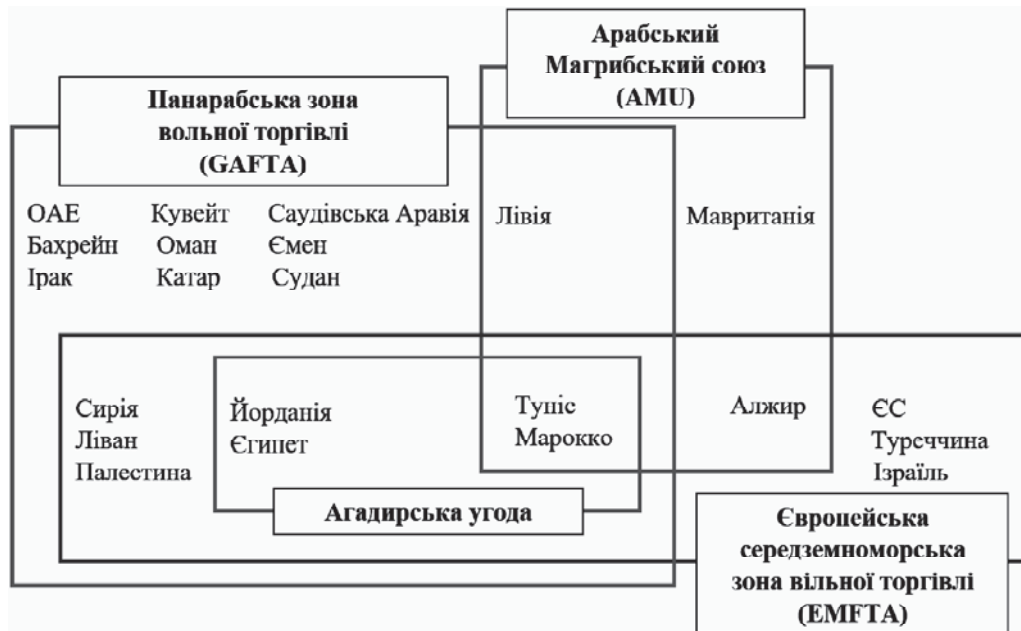 Арабський
Магрибський союз
(AMU)
Панарабська зона
вольної торгівлі
(GAFTA)
ОАЕ Кувейт Саудівська Аравія Лівія Мавританія
Бахрейн Оман Ємен
Ірак Катар Судан
Сирія Йорданія Туніс Алжир ЄС
Ліван Єгипет Марокко Турсччина
Палестина Ізраїль
Агадирська угода
Європейська
середземноморська
зона вільної торгівлі
(EMFTA)